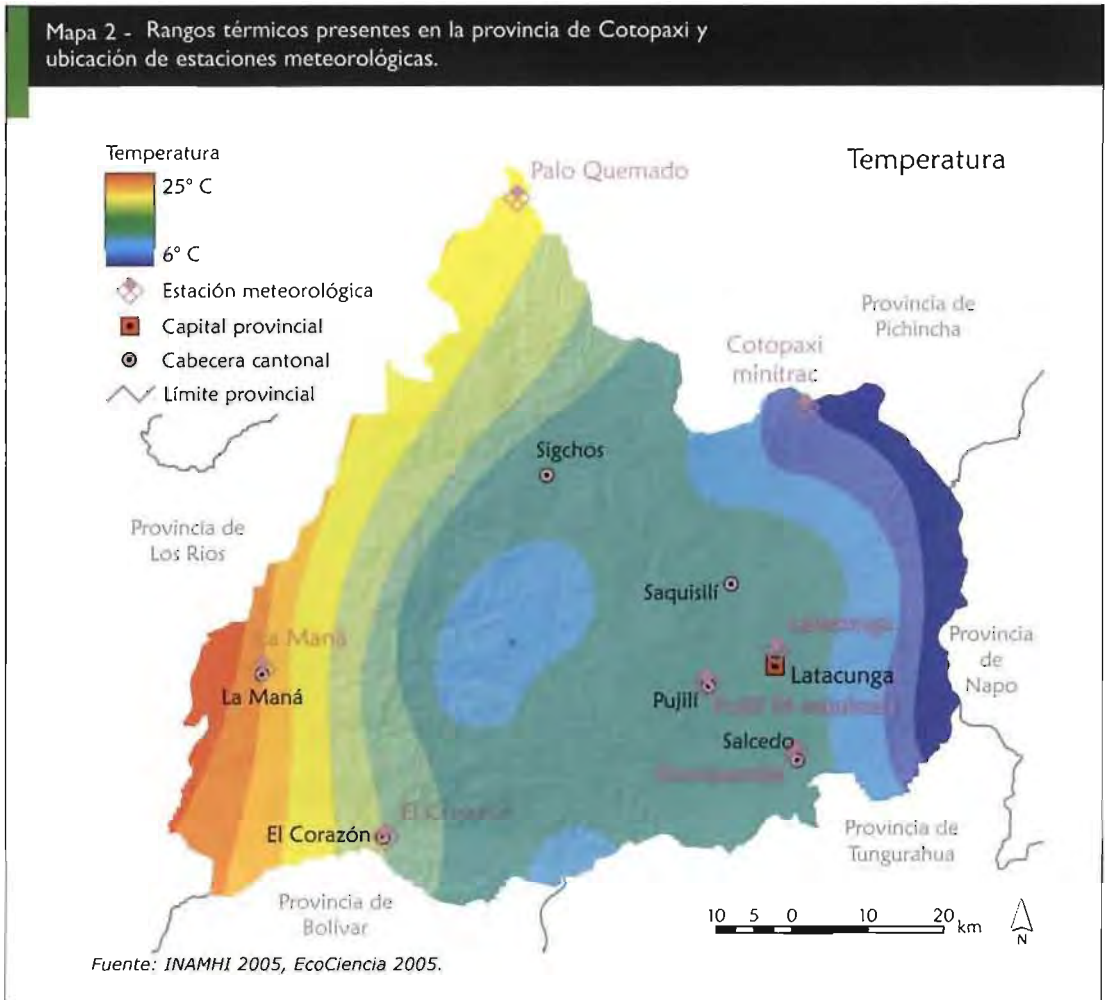 Mapa 2 - Rangos térmicos presentes en la provincia de Cotopaxi y
ubicación de estaciones meteorológicas.
Temperatura
25° C
6° C
Estación meteorológica
Capital provincial
Cabecera cantonal
Límite provincial
Temperatura
Palo Quemado
Provincia de
Pichincha
Cotopaxi
minitrac
Sigchos
Provincia de
Los Rios
Saquisilí
La Maná
La Maná
Latacunga
Latacunga
Provincia
de
Napo
Pujilí
Salcedo
El Corazón
El Corazón
Provincia de
Tungurahua
Provincia de
Bolívar
10 5 0 10 20 km
N
Fuente: INAMHI 2005, EcoCiencia 2005.